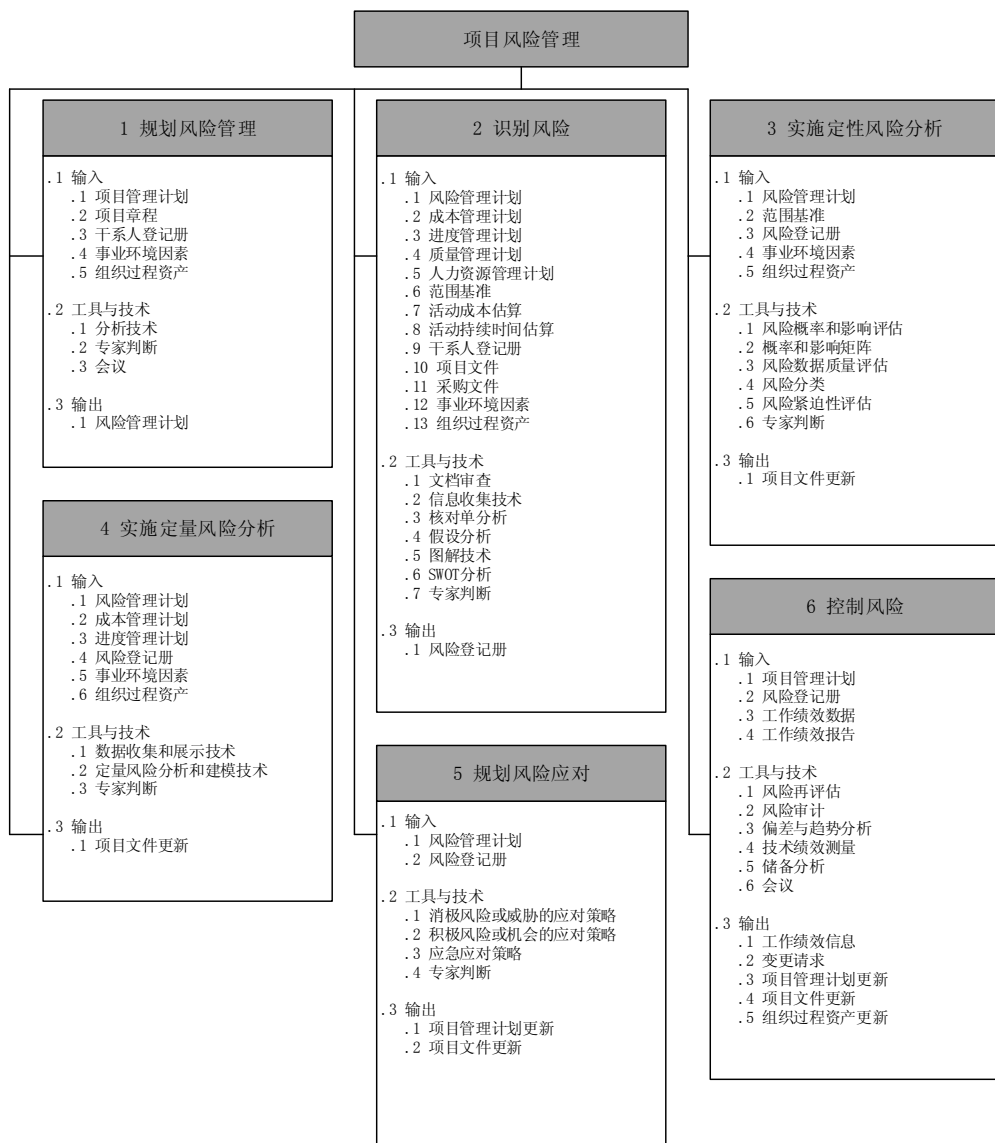 项目风险管理
1 规划风险管理
.1 输入
.1 项目管理计划
.2 项目章程
.3 干系人登记册
.4 事业环境因素
.5 组织过程资产
.2 工具与技术
.1 分析技术
.2 专家判断
.3 会议
.3 输出
.1 风险管理计划
2 识别风险
.1 输入
.1 风险管理计划
.2 成本管理计划
.3 进度管理计划
.4 质量管理计划
.5 人力资源管理计划
.6 范围基准
.7 活动成本估算
.8 活动持续时间估算
.9 干系人登记册
.10 项目文件
.11 采购文件
.12 事业环境因素
.13 组织过程资产
.2 工具与技术
.1 文档审查
.2 信息收集技术
.3 核对单分析
.4 假设分析
.5 图解技术
.6 SWOT分析
.7 专家判断
.3 输出
.1 风险登记册
3 实施定性风险分析
.1 输入
.1 风险管理计划
.2 范围基准
.3 风险登记册
.4 事业环境因素
.5 组织过程资产
.2 工具与技术
.1 风险概率和影响评估
.2 概率和影响矩阵
.3 风险数据质量评估
.4 风险分类
.5 风险紧迫性评估
.6 专家判断
.3 输出
.1 项目文件更新
4 实施定量风险分析
.1 输入
.1 风险管理计划
.2 成本管理计划
.3 进度管理计划
.4 风险登记册
.5 事业环境因素
.6 组织过程资产
.2 工具与技术
.1 数据收集和展示技术
.2 定量风险分析和建模技术
.3 专家判断
.3 输出
.1 项目文件更新
5 规划风险应对
.1 输入
.1 风险管理计划
.2 风险登记册
.2 工具与技术
.1 消极风险或威胁的应对策略
.2 积极风险或机会的应对策略
.3 应急应对策略
.4 专家判断
.3 输出
.1 项目管理计划更新
.2 项目文件更新
6 控制风险
.1 输入
.1 项目管理计划
.2 风险登记册
.3 工作绩效数据
.4 工作绩效报告
.2 工具与技术
.1 风险再评估
.2 风险审计
.3 偏差与趋势分析
.4 技术绩效测量
.5 储备分析
.6 会议
.3 输出
.1 工作绩效信息
.2 变更请求
.3 项目管理计划更新
.4 项目文件更新
.5 组织过程资产更新